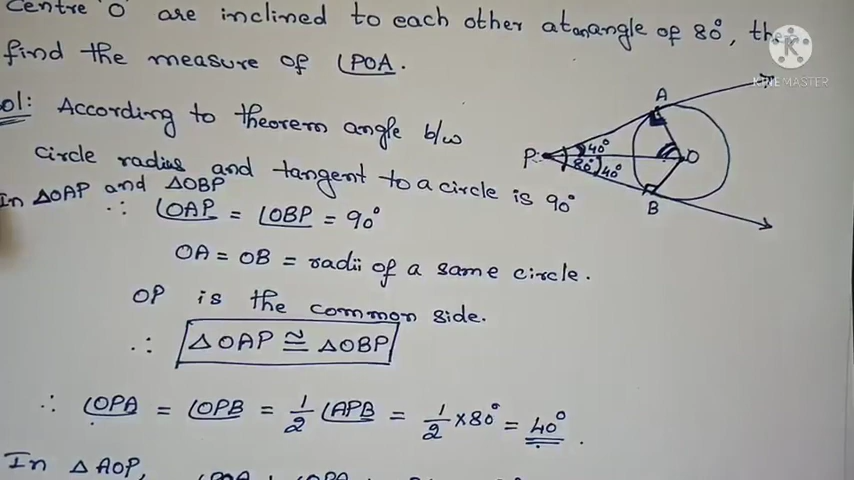 Centre 'O' are inclined to each other at an angle of 80°, then
find the measure of ∠POA.
Sol: According to theorem angle b/w
circle radius and tangent to a circle is 90°
In ΔOAP and ΔOBP
∴ ∠OAP = ∠OBP = 90°
OA = OB = radii of a same circle.
OP is the common side.
∴ ΔOAP ≅ ΔOBP
∴ ∠OPA = ∠OPB = 1/2 ∠APB = 1/2 × 80° = 40°.
In ΔAOP,
A
P
40°
80°
40°
O
B
K
KINEMASTER